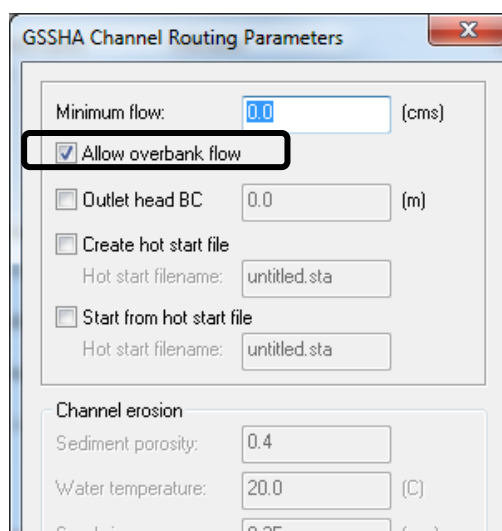 GSSHA Channel Routing Parameters
Minimum flow: 0.0 (cms)
Allow overbank flow
Outlet head BC 0.0 (m)
Create hot start file
Hot start filename: untitled.sta
Start from hot start file
Hot start filename: untitled.sta
Channel erosion
Sediment porosity: 0.4
Water temperature: 20.0 (C)